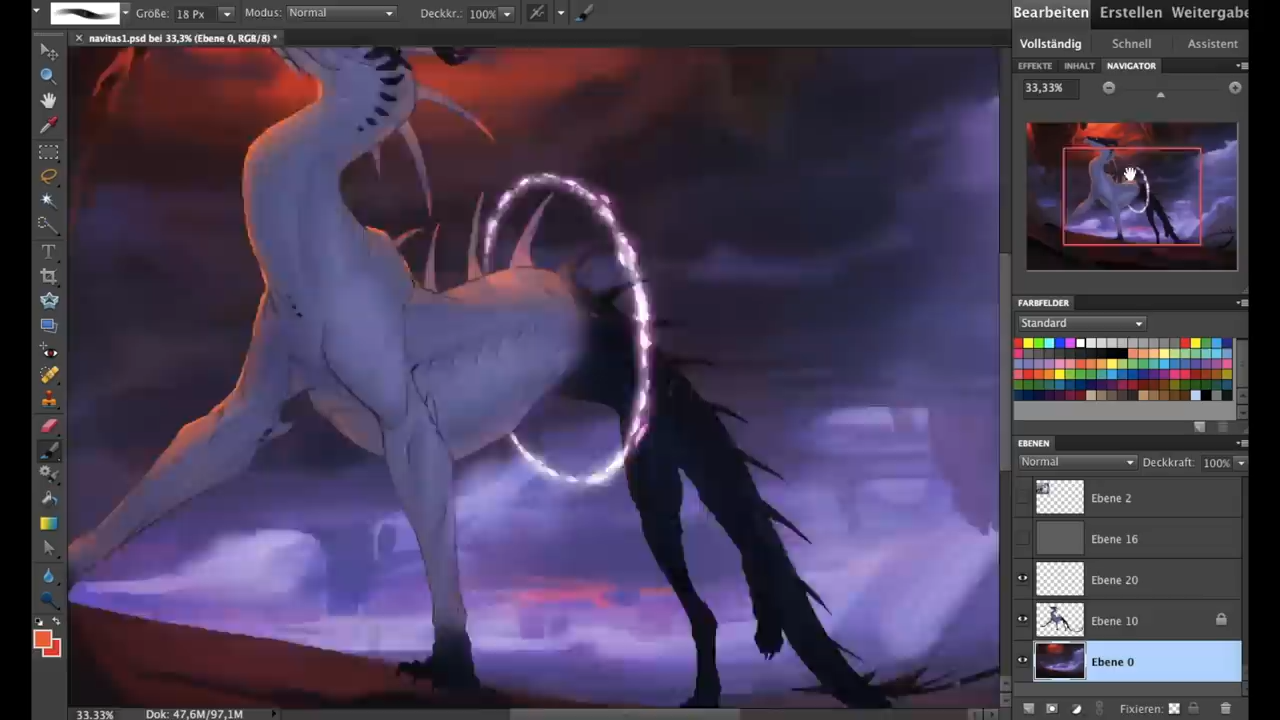 Größe: 18 Px Modus: Normal Deckkr.: 100%
Bearbeiten Erstellen Weitergabe
navitas1.psd bei 33,3% (Ebene 0, RGB/8) *
Vollständig Schnell Assistent
EFFEKTE INHALT NAVIGATOR
33,33%
FARBFELDER
Standard
EBENEN
Normal Deckkraft: 100%
Ebene 2
Ebene 16
Ebene 20
Ebene 10
Ebene 0
Fixieren:
33.33% Dok: 47,6M/97,1M